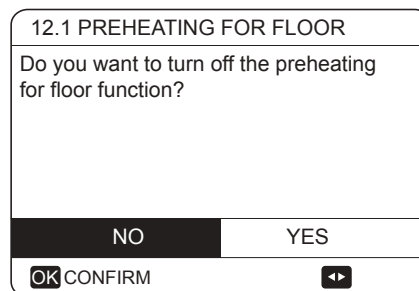 12.1 PREHEATING FOR FLOOR
Do you want to turn off the preheating
for floor function?
NO YES
OK CONFIRM